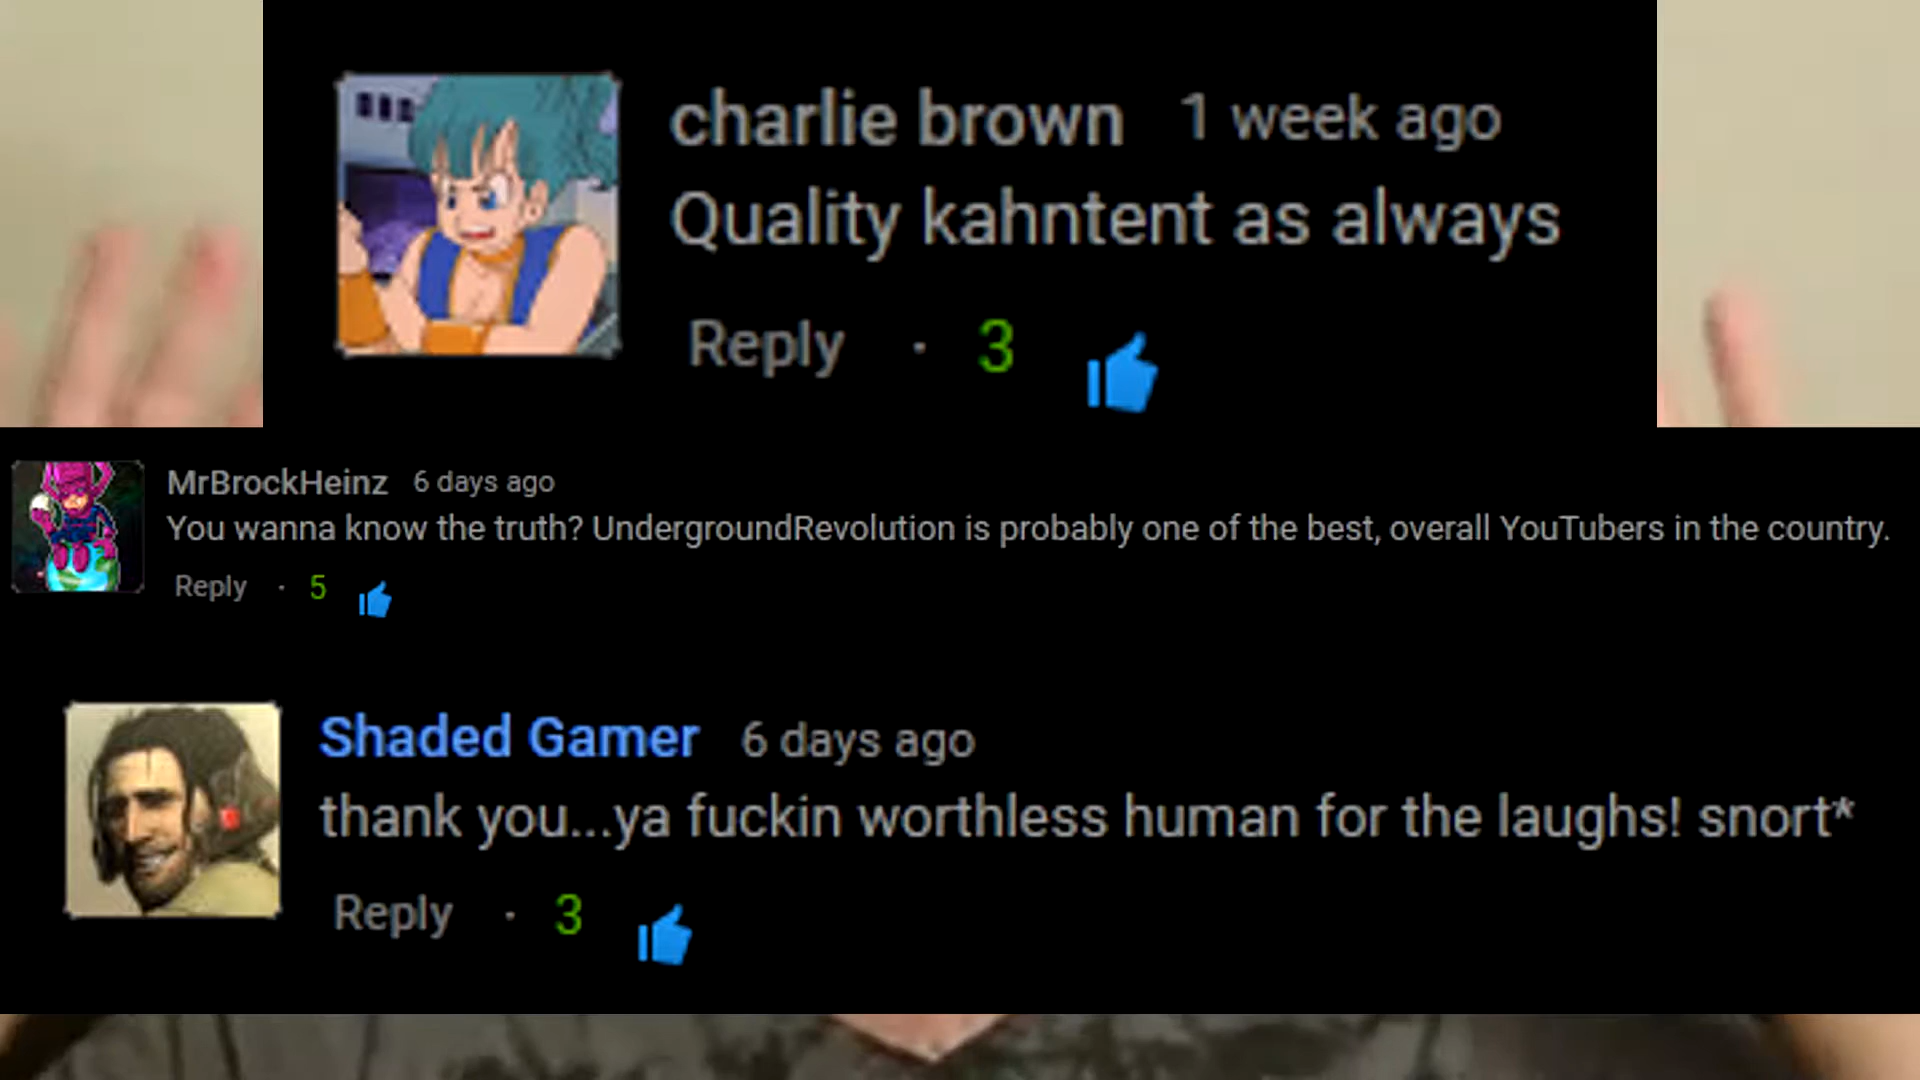 charlie brown 1 week ago
Quality kahntent as always
Reply · 3
MrBrockHeinz 6 days ago
You wanna know the truth? UndergroundRevolution is probably one of the best, overall YouTubers in the country.
Reply · 5
Shaded Gamer 6 days ago
thank you...ya fuckin worthless human for the laughs! snort*
Reply · 3